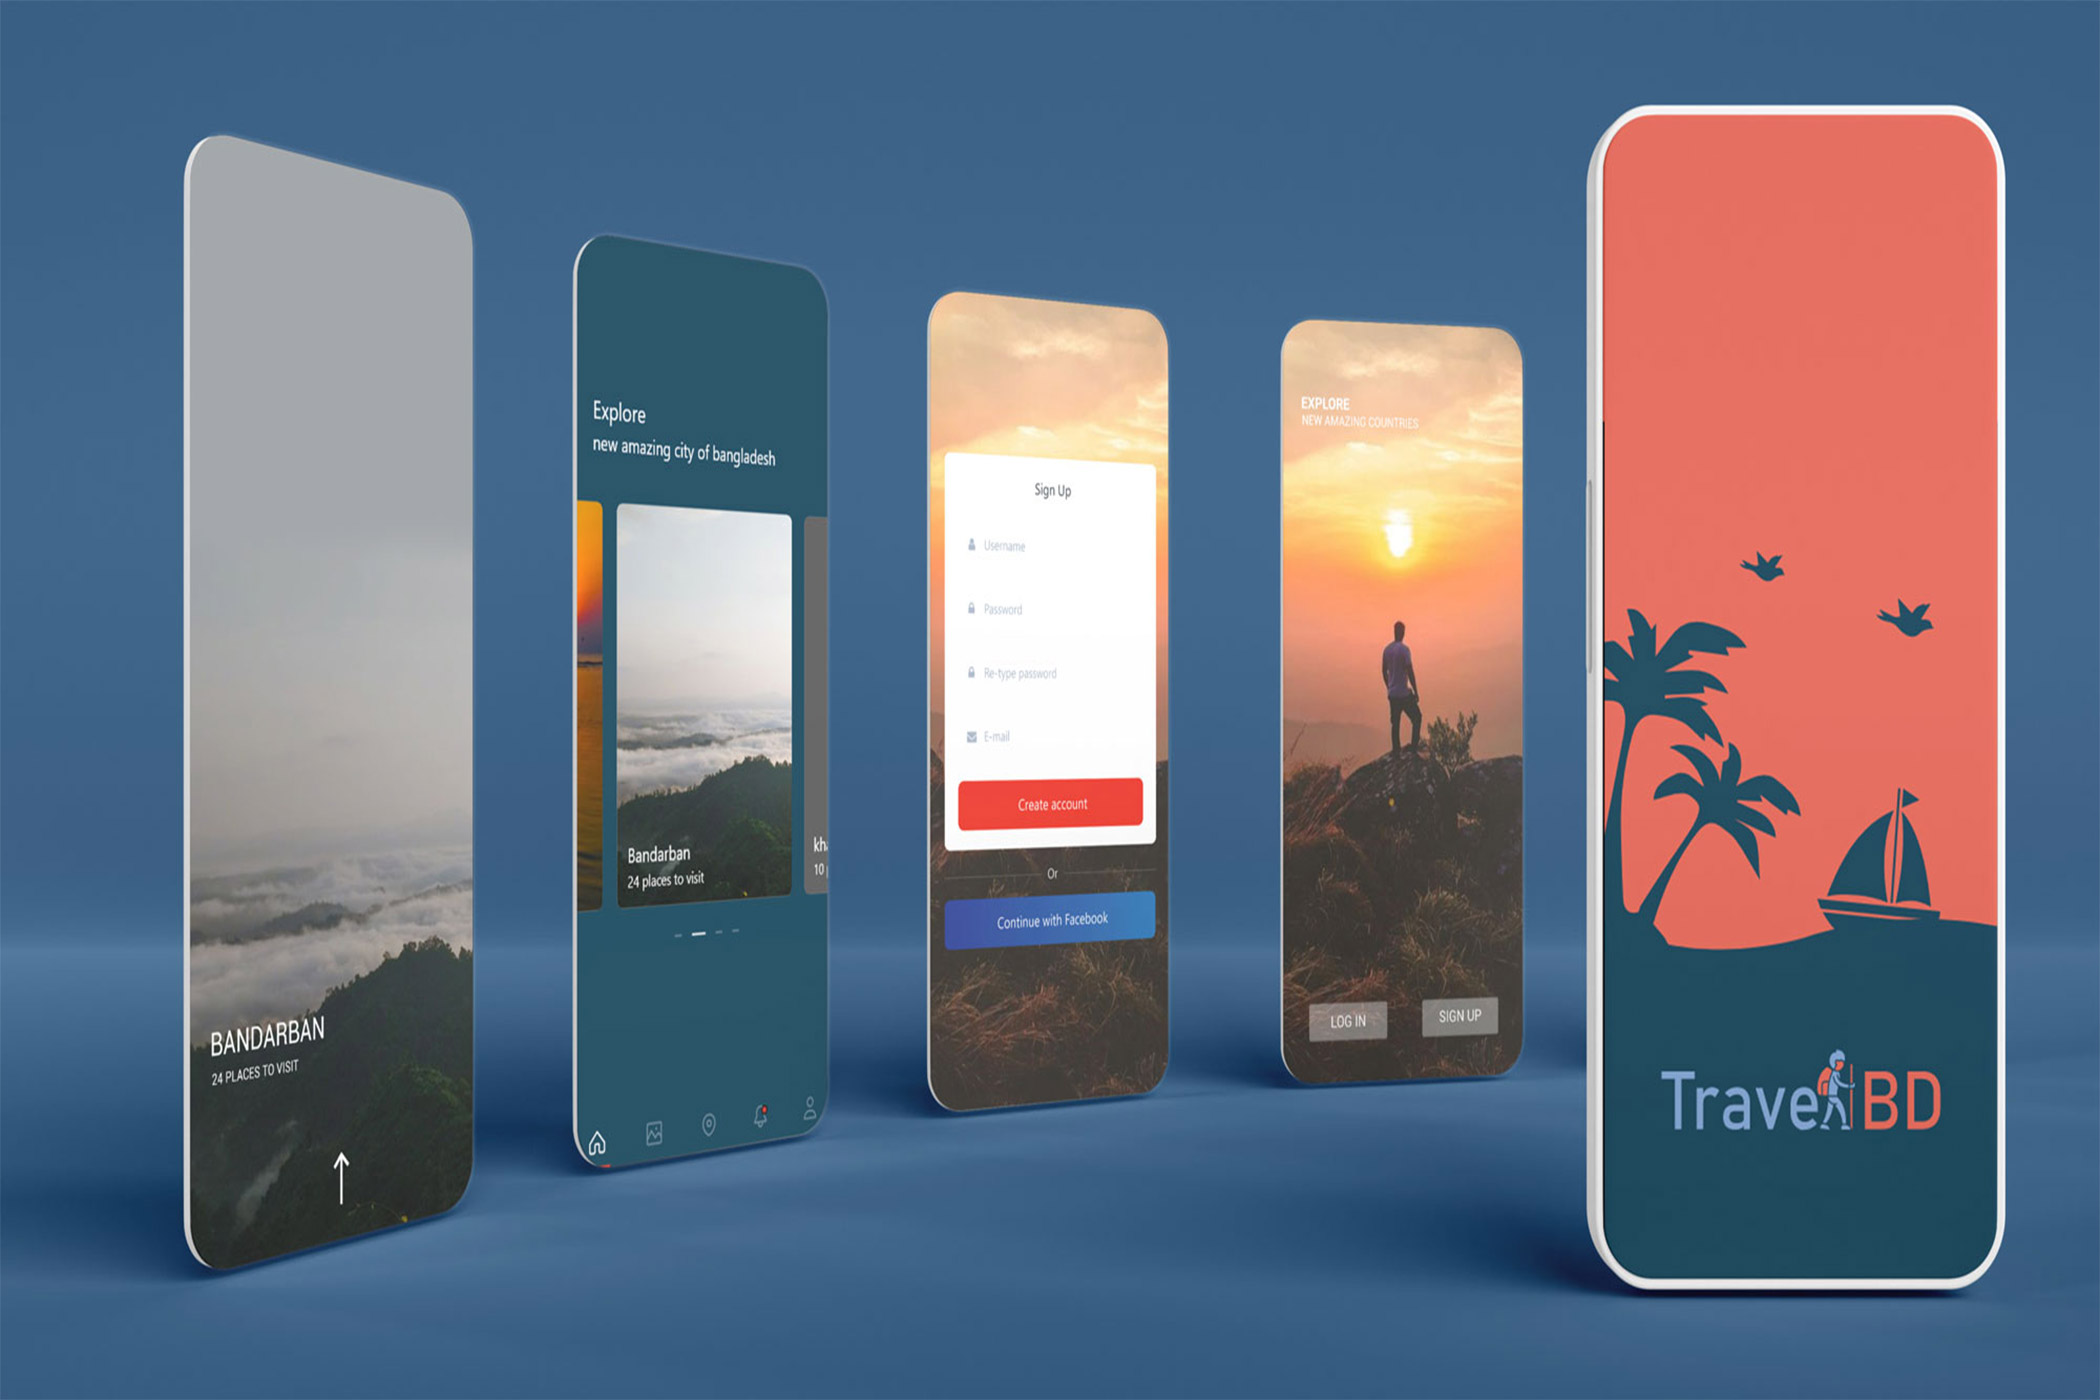 BANDARBAN
24 PLACES TO VISIT
Explore
new amazing city of bangladesh
Bandarban
24 places to visit
10
Sign Up
Username
Password
Re-type password
E-mail
Create account
Or
Continue with Facebook
EXPLORE
NEW AMAZING COUNTRIES
LOG IN
SIGN UP
Travel BD